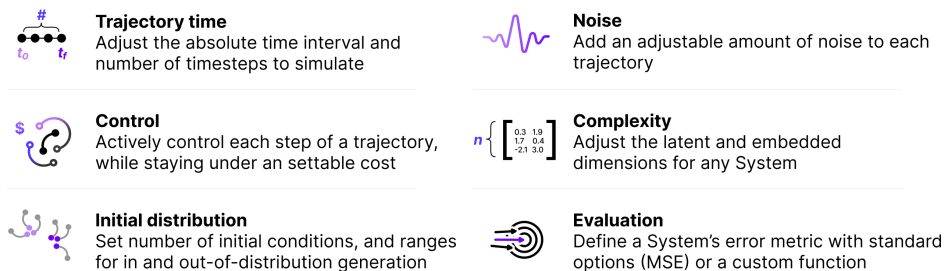 #
t₀ t_f
Trajectory time
Adjust the absolute time interval and
number of timesteps to simulate
Noise
Add an adjustable amount of noise to each
trajectory
$
Control
Actively control each step of a trajectory,
while staying under an settable cost
n
0.3 1.9
1.7 0.4
-2.1 3.0
Complexity
Adjust the latent and embedded
dimensions for any System
Initial distribution
Set number of initial conditions, and ranges
for in and out-of-distribution generation
Evaluation
Define a System's error metric with standard
options (MSE) or a custom function